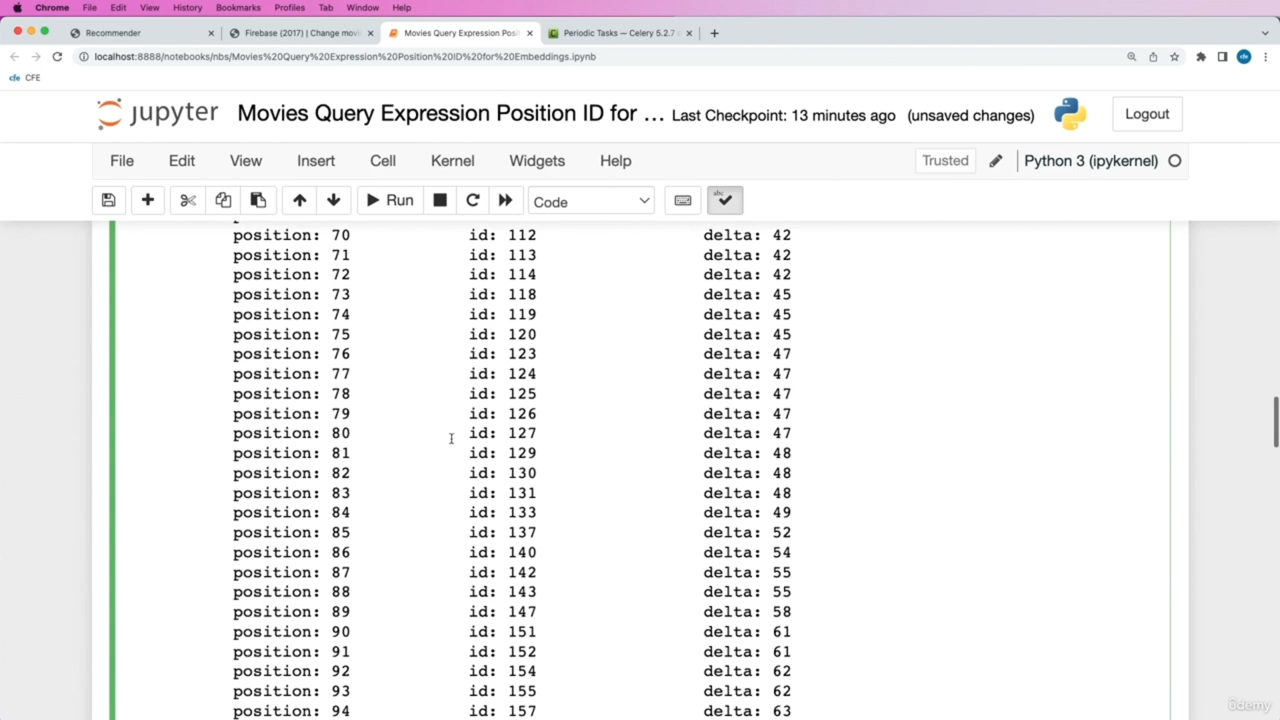 Chrome File Edit View History Bookmarks Profiles Tab Window Help
Recommender × Firebase (2017) | Change movi × Movies Query Expression Posit × Periodic Tasks — Celery 5.2.7 × +
localhost:8888/notebooks/nbs/Movies%20Query%20Expression%20Position%20ID%20for%20Embeddings.ipynb
cfe CFE
jupyter Movies Query Expression Position ID for ... Last Checkpoint: 13 minutes ago (unsaved changes) Logout
File Edit View Insert Cell Kernel Widgets Help Trusted Python 3 (ipykernel)
Run Code
position: 70 id: 112 delta: 42
position: 71 id: 113 delta: 42
position: 72 id: 114 delta: 42
position: 73 id: 118 delta: 45
position: 74 id: 119 delta: 45
position: 75 id: 120 delta: 45
position: 76 id: 123 delta: 47
position: 77 id: 124 delta: 47
position: 78 id: 125 delta: 47
position: 79 id: 126 delta: 47
position: 80 id: 127 delta: 47
position: 81 id: 129 delta: 48
position: 82 id: 130 delta: 48
position: 83 id: 131 delta: 48
position: 84 id: 133 delta: 49
position: 85 id: 137 delta: 52
position: 86 id: 140 delta: 54
position: 87 id: 142 delta: 55
position: 88 id: 143 delta: 55
position: 89 id: 147 delta: 58
position: 90 id: 151 delta: 61
position: 91 id: 152 delta: 61
position: 92 id: 154 delta: 62
position: 93 id: 155 delta: 62
position: 94 id: 157 delta: 63
ûdemy